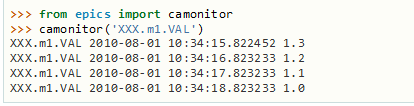 >>> from epics import camonitor
>>> camonitor('XXX.m1.VAL')
XXX.m1.VAL 2010-08-01 10:34:15.822452 1.3
XXX.m1.VAL 2010-08-01 10:34:16.823233 1.2
XXX.m1.VAL 2010-08-01 10:34:17.823233 1.1
XXX.m1.VAL 2010-08-01 10:34:18.823233 1.0